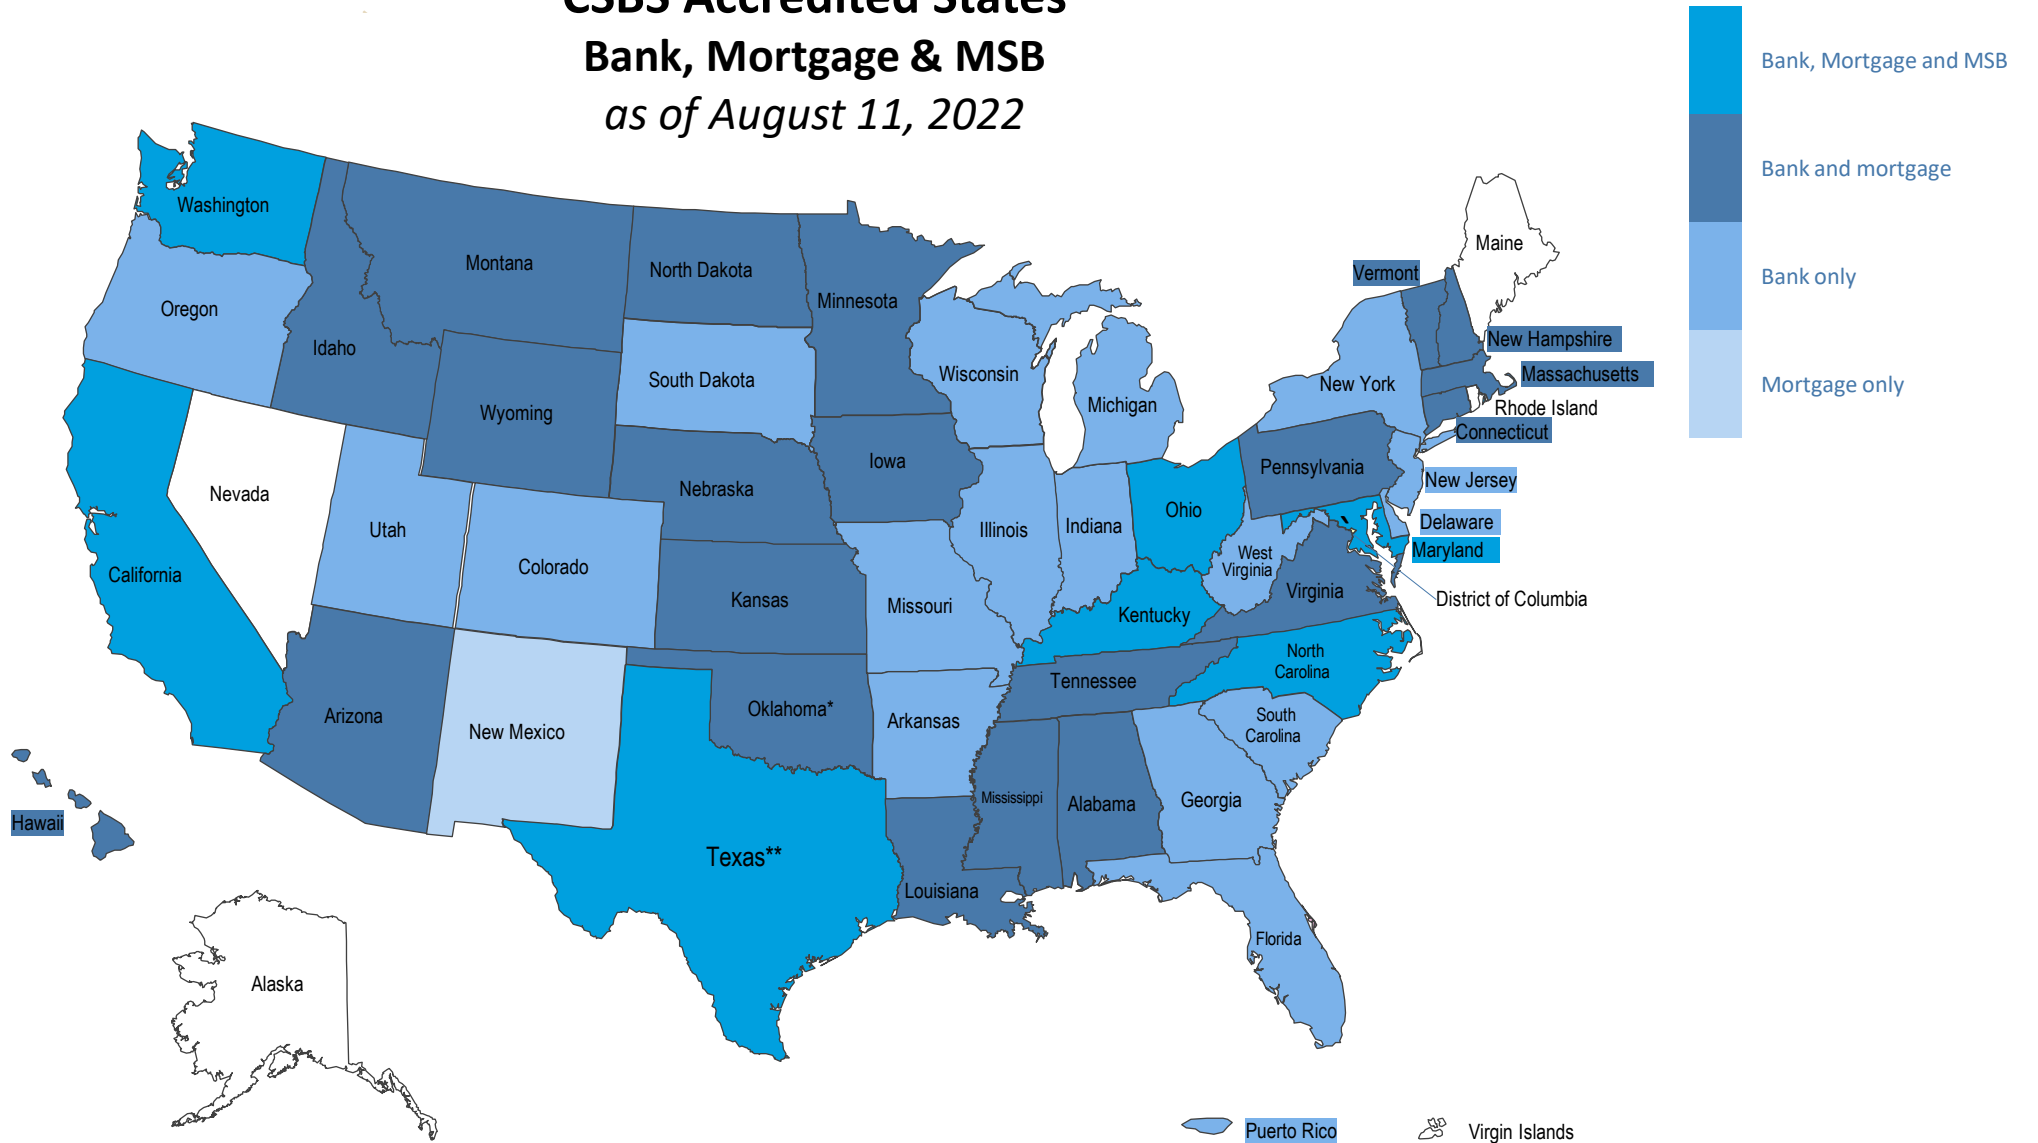 CSBS Accredited States
Bank, Mortgage & MSB
as of August 11, 2022
Bank, Mortgage and MSB
Bank and mortgage
Bank only
Mortgage only
Washington
Oregon
California
Nevada
Idaho
Montana
Wyoming
Utah
Colorado
Arizona
New Mexico
North Dakota
South Dakota
Nebraska
Kansas
Oklahoma*
Texas**
Minnesota
Iowa
Missouri
Arkansas
Louisiana
Wisconsin
Illinois
Michigan
Indiana
Ohio
Kentucky
Tennessee
Mississippi
Alabama
Georgia
Florida
South
Carolina
North
Carolina
Virginia
West
Virginia
Pennsylvania
New York
Vermont
Maine
New Hampshire
Massachusetts
Rhode Island
Connecticut
New Jersey
Delaware
Maryland
District of Columbia
Hawaii
Alaska
Puerto Rico
Virgin Islands